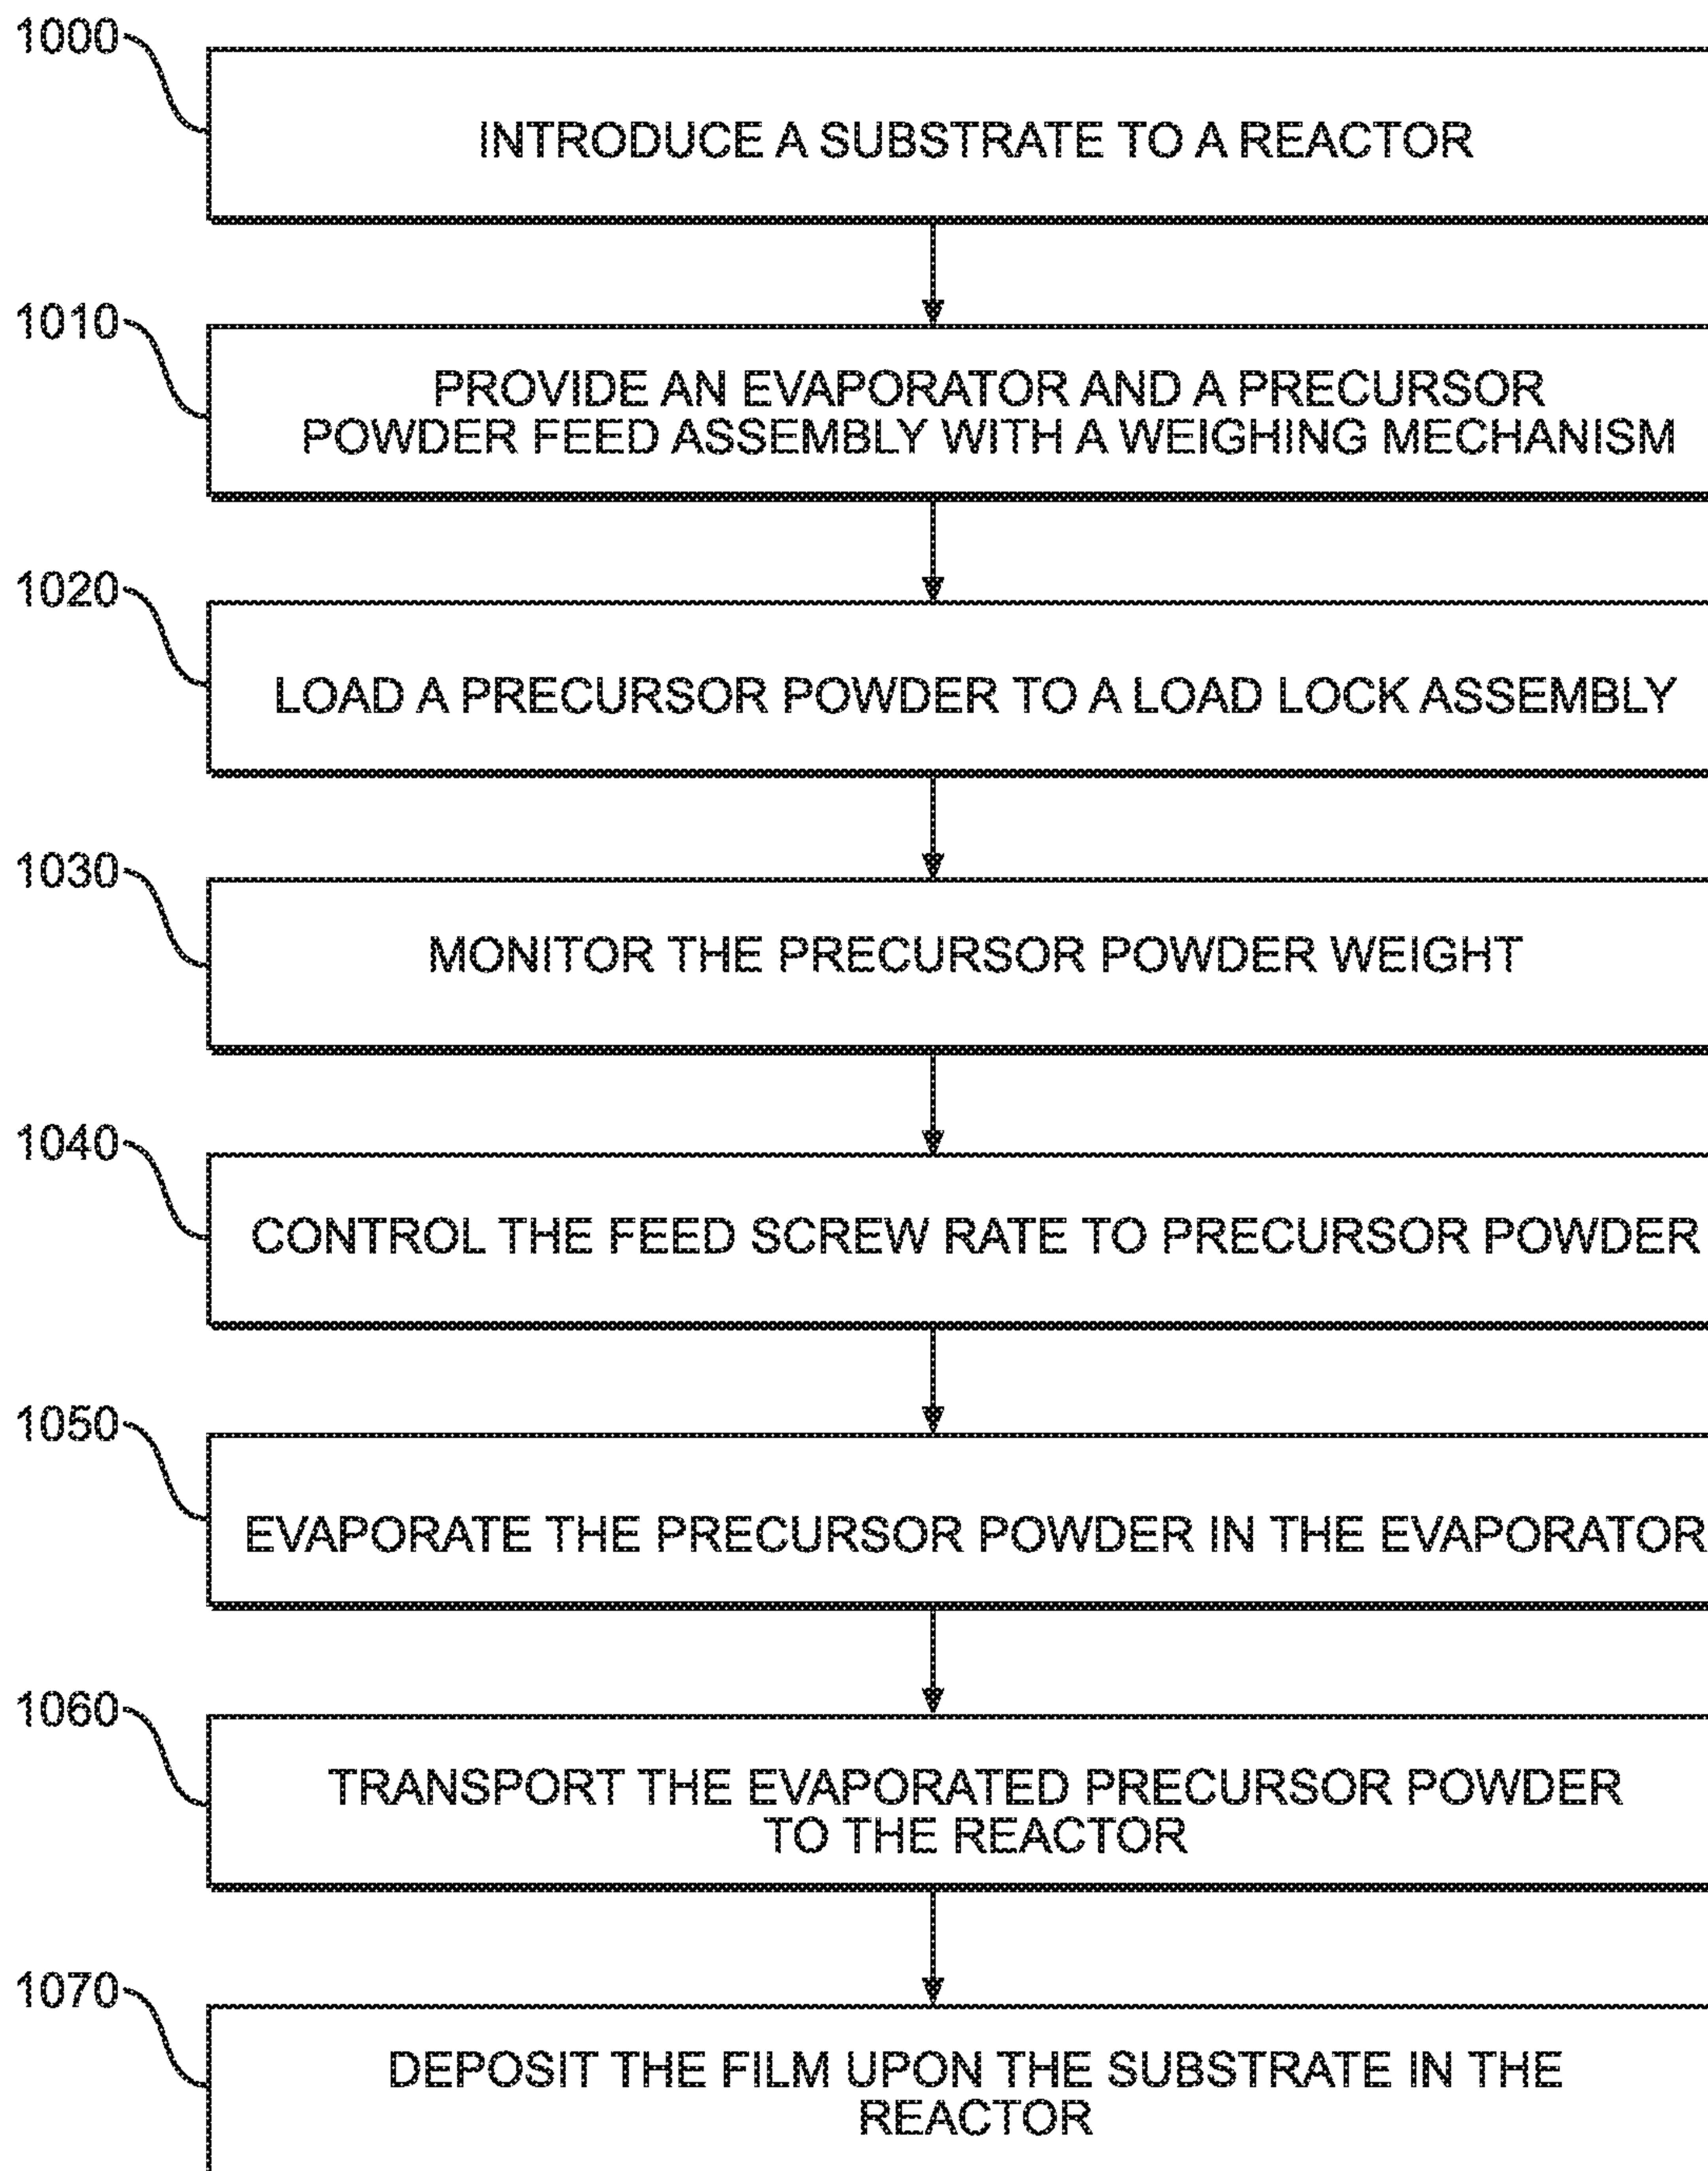 1000
INTRODUCE A SUBSTRATE TO A REACTOR
1010
PROVIDE AN EVAPORATOR AND A PRECURSOR
POWDER FEED ASSEMBLY WITH A WEIGHING MECHANISM
1020
LOAD A PRECURSOR POWDER TO A LOAD LOCK ASSEMBLY
1030
MONITOR THE PRECURSOR POWDER WEIGHT
1040
CONTROL THE FEED SCREW RATE TO PRECURSOR POWDER
1050
EVAPORATE THE PRECURSOR POWDER IN THE EVAPORATOR
1060
TRANSPORT THE EVAPORATED PRECURSOR POWDER
TO THE REACTOR
1070
DEPOSIT THE FILM UPON THE SUBSTRATE IN THE
REACTOR